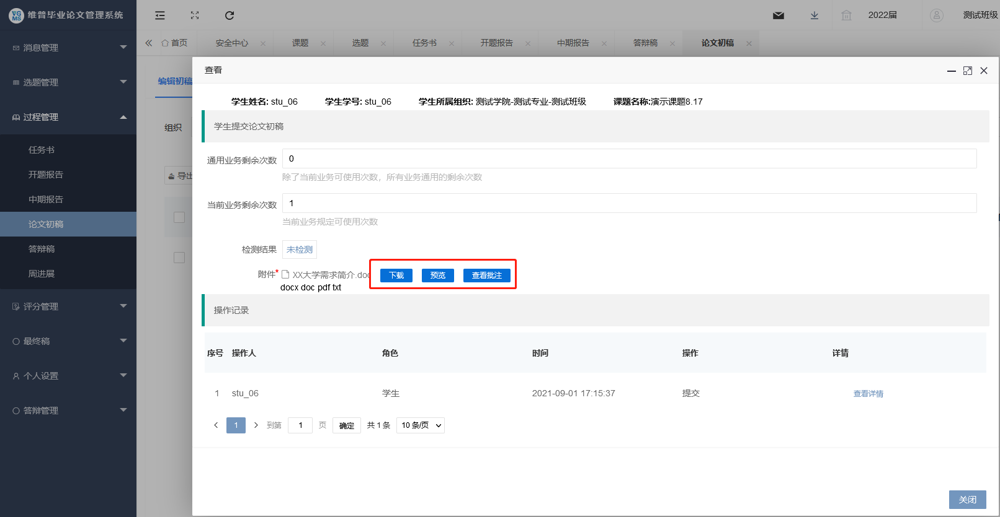 VG
MS
维普毕业论文管理系统
2022届
测试班级
消息管理
首页
安全中心
课题
选题
任务书
开题报告
中期报告
答辩稿
论文初稿
选题管理
过程管理
任务书
开题报告
中期报告
论文初稿
答辩稿
周进展
评分管理
最终稿
个人设置
答辩管理
编辑初稿
组织
导出
查看
学生姓名: stu_06
学生学号: stu_06
学生所属组织: 测试学院-测试专业-测试班级
课题名称:演示课题8.17
学生提交论文初稿
通用业务剩余次数
0
除了当前业务可使用次数，所有业务通用的剩余次数
当前业务剩余次数
1
当前业务规定可使用次数
检测结果
未检测
附件*
XX大学需求简介.doc
下载
预览
查看批注
docx doc pdf txt
操作记录
序号 操作人 角色 时间 操作 详情
1 stu_06 学生 2021-09-01 17:15:37 提交 查看详情
< 1 > 到第 1 页 确定 共 1 条 10 条/页
关闭